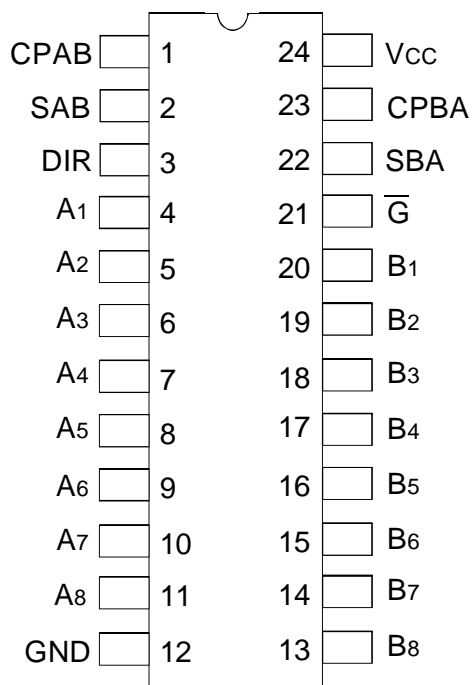 CPAB 1 24 Vcc
SAB 2 23 CPBA
DIR 3 22 SBA
A1 4 21 G̅
A2 5 20 B1
A3 6 19 B2
A4 7 18 B3
A5 8 17 B4
A6 9 16 B5
A7 10 15 B6
A8 11 14 B7
GND 12 13 B8